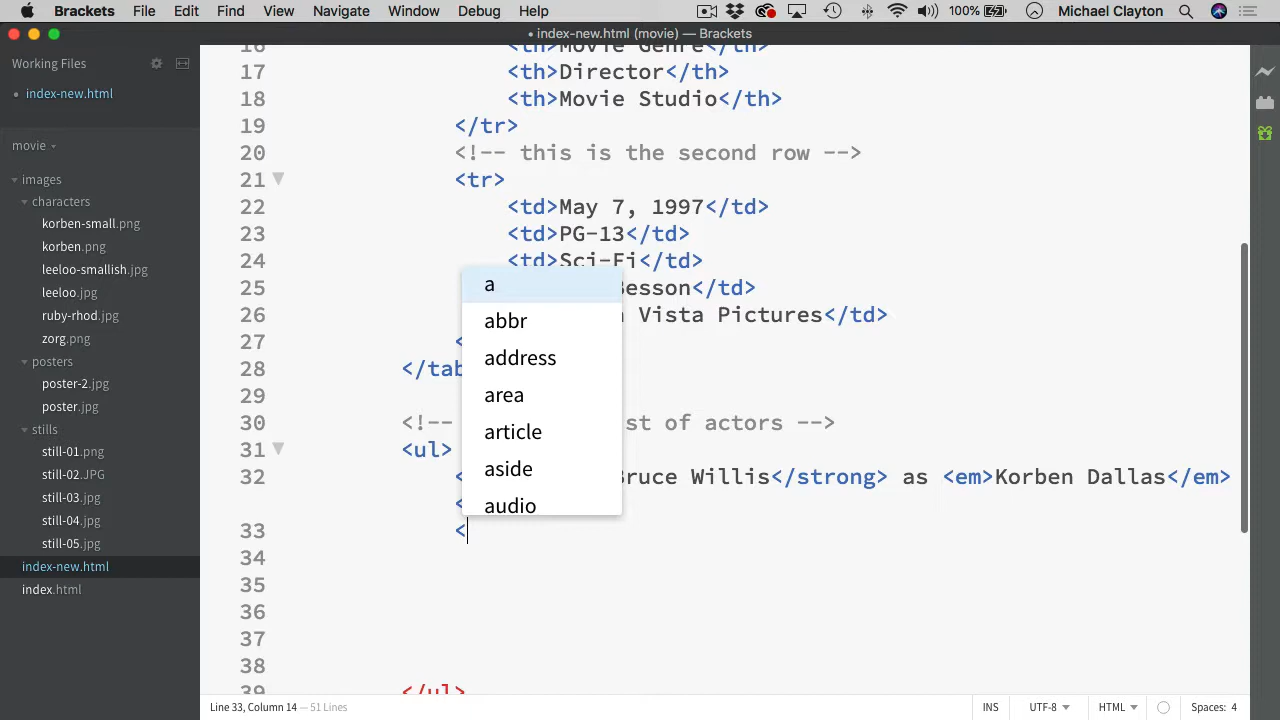 Brackets File Edit Find View Navigate Window Debug Help 100% Michael Clayton
• index-new.html (movie) — Brackets
Working Files
• index-new.html
movie
images
characters
korben-small.png
korben.png
leeloo-smallish.jpg
leeloo.jpg
ruby-rhod.jpg
zorg.png
posters
poster-2.jpg
poster.jpg
stills
still-01.png
still-02.JPG
still-03.jpg
still-04.jpg
still-05.jpg
index-new.html
index.html
16 <th>Movie Genre</th>
17 <th>Director</th>
18 <th>Movie Studio</th>
19 </tr>
20 <!-- this is the second row -->
21 <tr>
22 <td>May 7, 1997</td>
23 <td>PG-13</td>
24 <td>Sci-Fi</td>
25 Besson</td>
26 Vista Pictures</td>
27 <
28 </tab
29
30 <!-- st of actors -->
31 <ul>
32 < Bruce Willis</strong> as <em>Korben Dallas</em>
<
33 <
34
35
36
37
38
39 </ul>
a
abbr
address
area
article
aside
audio
Line 33, Column 14 — 51 Lines
INS UTF-8 HTML Spaces: 4